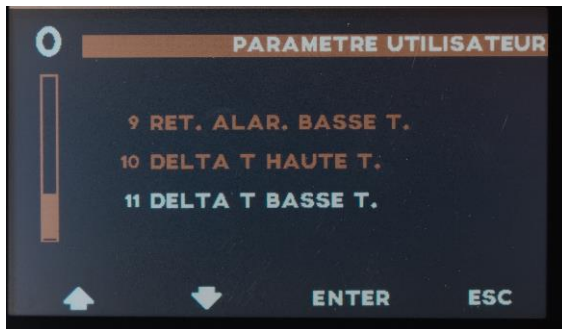 0 PARAMETRE UTILISATEUR
9 RET. ALAR. BASSE T.
10 DELTA T HAUTE T.
11 DELTA T BASSE T.
ENTER ESC